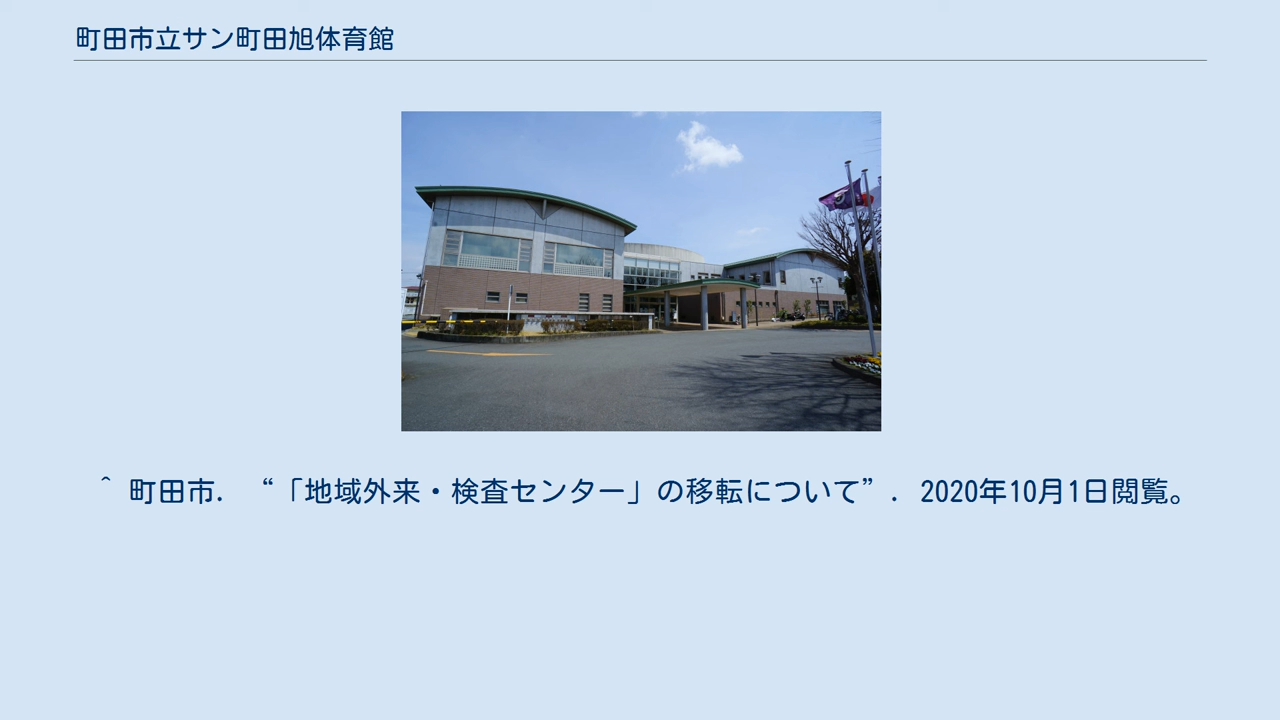 町田市立サン町田旭体育館
^ 町田市. “「地域外来・検査センター」の移転について”. 2020年10月1日閲覧。